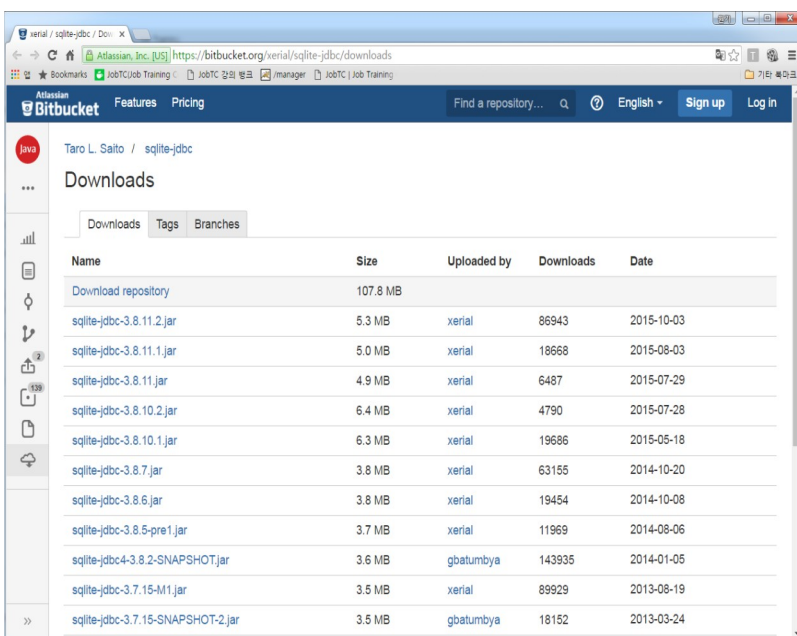 xerial / sqlite-jdbc / Dow
Atlassian, Inc. [US] https://bitbucket.org/xerial/sqlite-jdbc/downloads
앱 Bookmarks JobTC(Job Training C JobTC 강의 벙크 /manager JobTC | Job Training 기타 북마크
Atlassian
Bitbucket Features Pricing Find a repository... English Sign up Log in
Java
Taro L. Saito / sqlite-jdbc
Downloads
Downloads Tags Branches
Name Size Uploaded by Downloads Date
Download repository 107.8 MB
sqlite-jdbc-3.8.11.2.jar 5.3 MB xerial 86943 2015-10-03
sqlite-jdbc-3.8.11.1.jar 5.0 MB xerial 18668 2015-08-03
sqlite-jdbc-3.8.11.jar 4.9 MB xerial 6487 2015-07-29
sqlite-jdbc-3.8.10.2.jar 6.4 MB xerial 4790 2015-07-28
sqlite-jdbc-3.8.10.1.jar 6.3 MB xerial 19686 2015-05-18
sqlite-jdbc-3.8.7.jar 3.8 MB xerial 63155 2014-10-20
sqlite-jdbc-3.8.6.jar 3.8 MB xerial 19454 2014-10-08
sqlite-jdbc-3.8.5-pre1.jar 3.7 MB xerial 11969 2014-08-06
sqlite-jdbc4-3.8.2-SNAPSHOT.jar 3.6 MB gbatumbya 143935 2014-01-05
sqlite-jdbc-3.7.15-M1.jar 3.5 MB xerial 89929 2013-08-19
sqlite-jdbc-3.7.15-SNAPSHOT-2.jar 3.5 MB gbatumbya 18152 2013-03-24
2
139